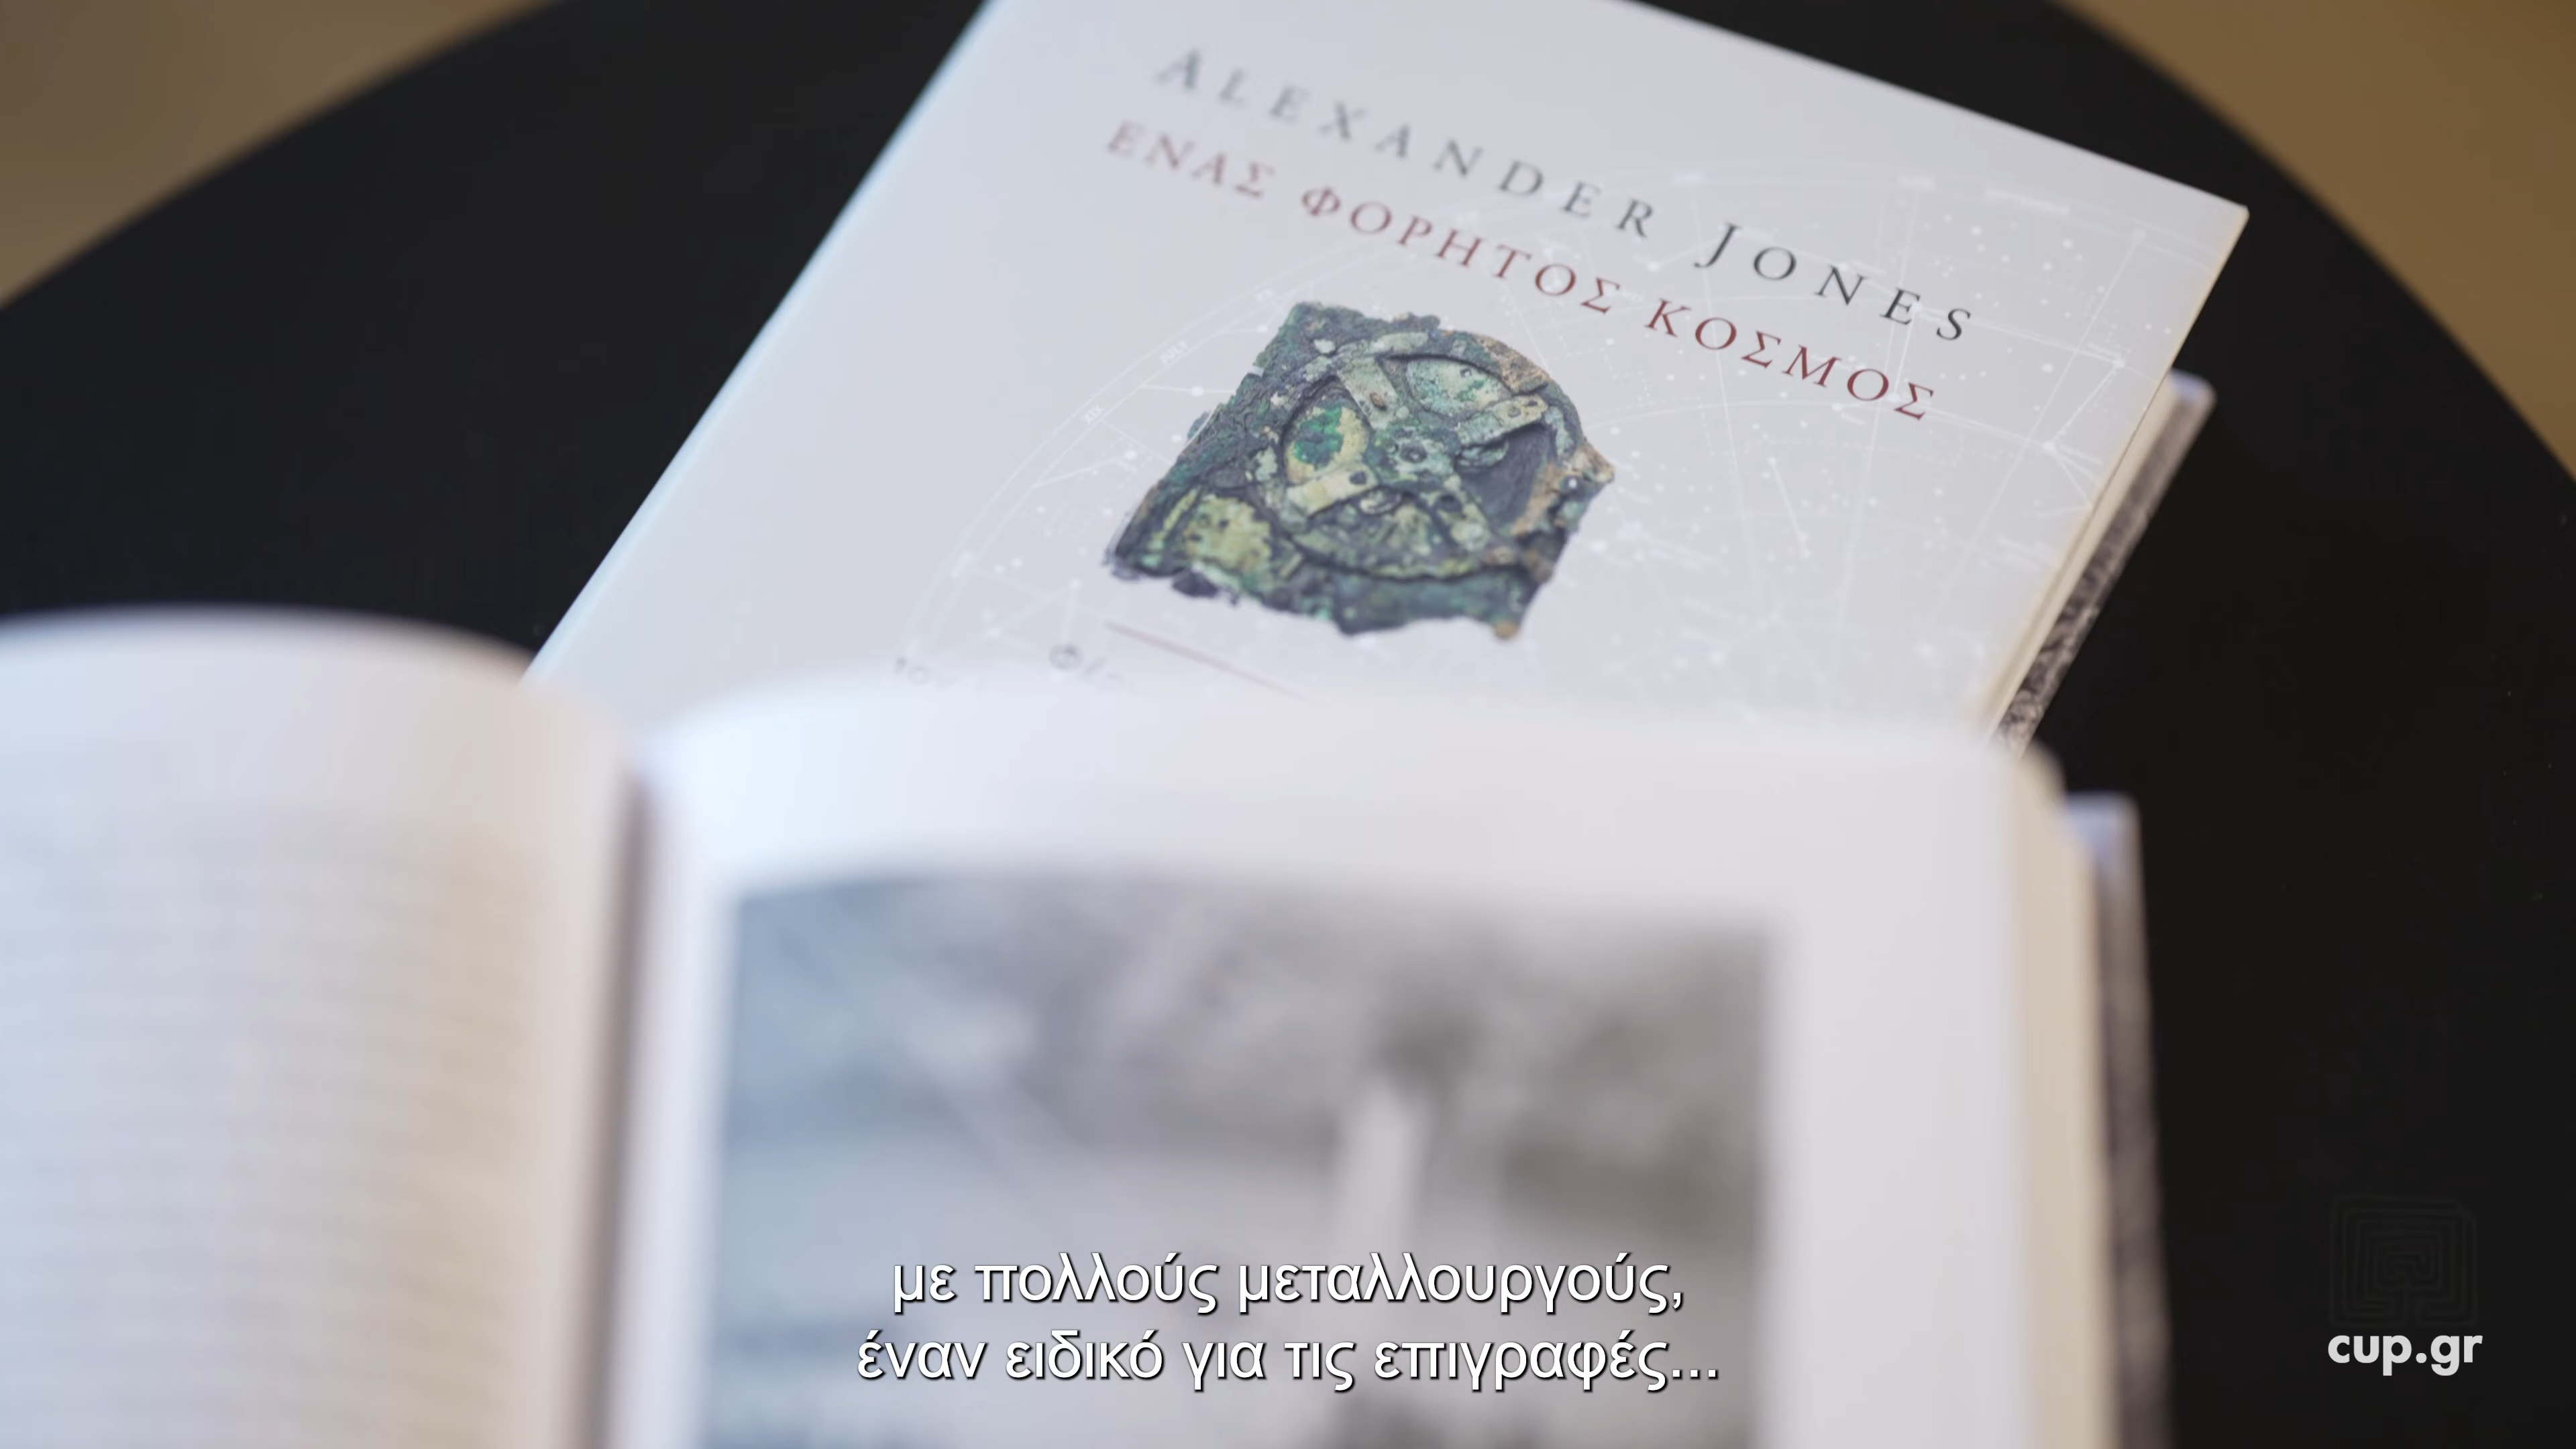 ALEXANDER JONES
ΕΝΑΣ ΦΟΡΗΤΟΣ ΚΟΣΜΟΣ
με πολλούς μεταλλουργούς,
έναν ειδικό για τις επιγραφές...
cup.gr